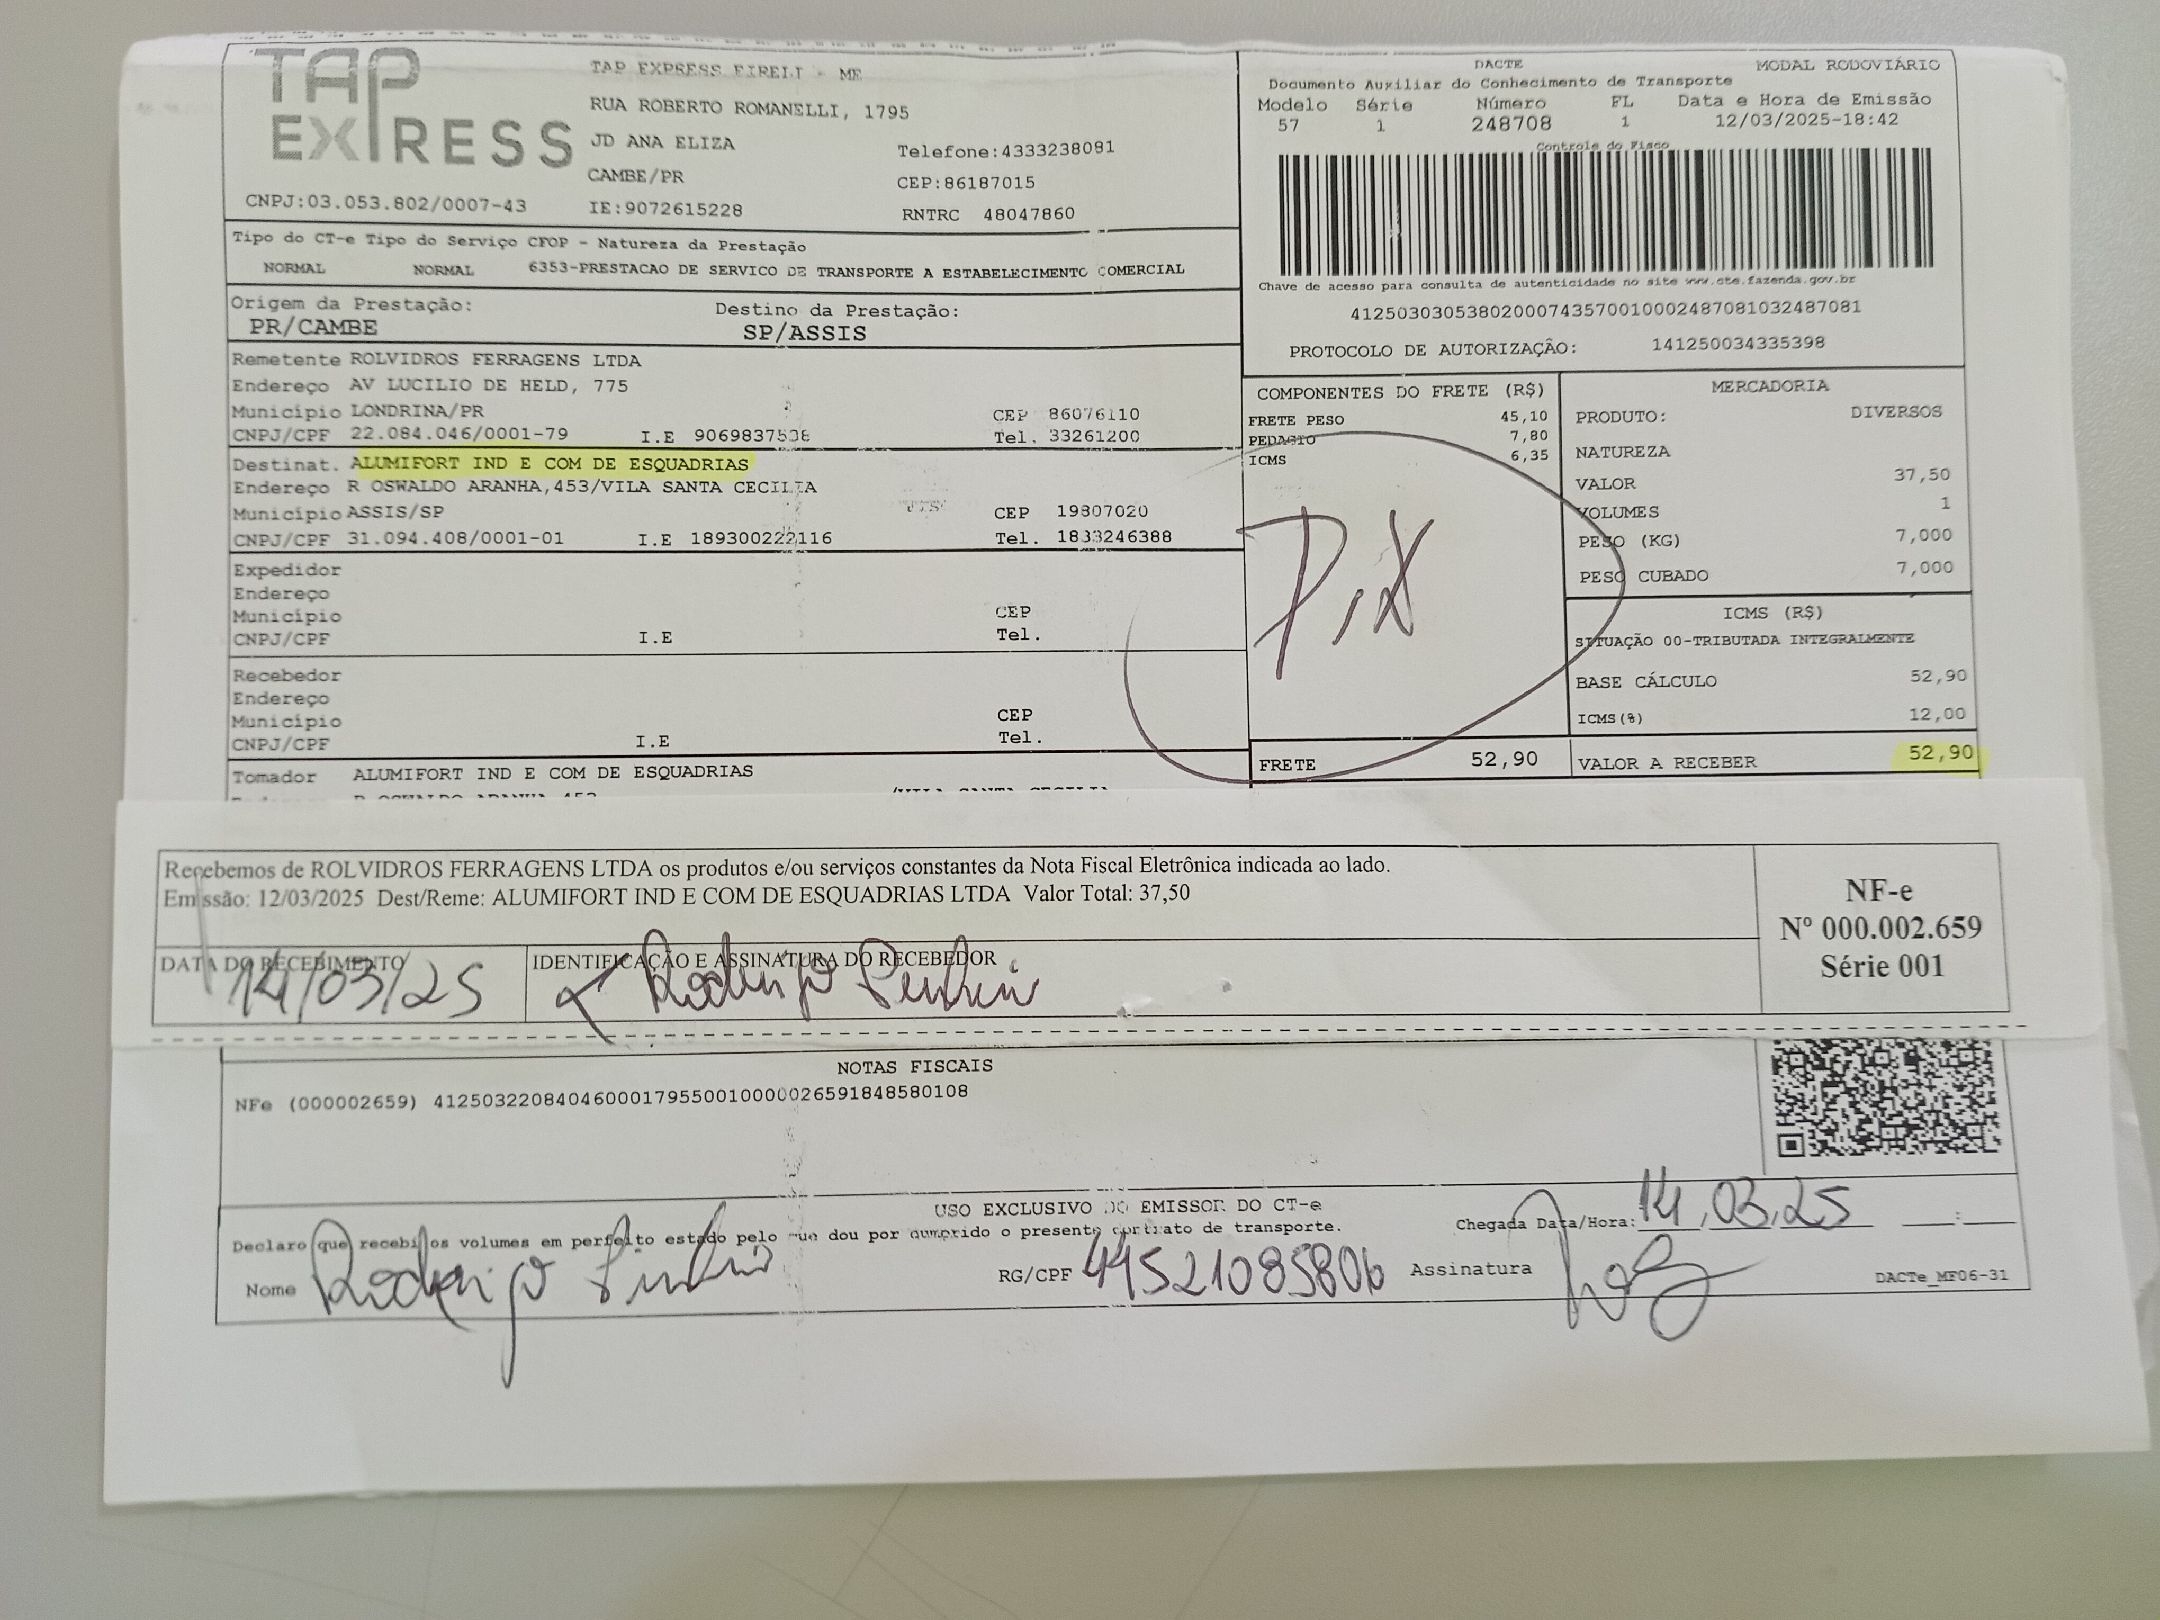 TAP EXPRESS
TAP EXPRESS EIRELI - ME
RUA ROBERTO ROMANELLI, 1795
JD ANA ELIZA
Telefone:4333238081
CAMBE/PR
CEP:86187015
CNPJ:03.053.802/0007-43
IE:9072615228
RNTRC 48047860
DACTE
MODAL RODOVIÁRIO
Documento Auxiliar do Conhecimento de Transporte
Modelo Série Número FL Data e Hora de Emissão
57 1 248708 1 12/03/2025-18:42
Controle do Fisco
Chave de acesso para consulta de autenticidade no site www.cte.fazenda.gov.br
41250303053802000743570010002487081032487081
PROTOCOLO DE AUTORIZAÇÃO: 141250034335398
Tipo do CT-e Tipo do Serviço CFOP - Natureza da Prestação
NORMAL NORMAL 6353-PRESTACAO DE SERVICO DE TRANSPORTE A ESTABELECIMENTO COMERCIAL
Origem da Prestação: Destino da Prestação:
PR/CAMBE SP/ASSIS
Remetente ROLVIDROS FERRAGENS LTDA
Endereço AV LUCILIO DE HELD, 775
Município LONDRINA/PR CEP 86076110
CNPJ/CPF 22.084.046/0001-79 I.E 9069837508 Tel. 33261200
Destinat. ALUMIFORT IND E COM DE ESQUADRIAS
Endereço R OSWALDO ARANHA,453/VILA SANTA CECILIA
Município ASSIS/SP CEP 19807020
CNPJ/CPF 31.094.408/0001-01 I.E 189300222116 Tel. 1833246388
Expedidor
Endereço
Município CEP
CNPJ/CPF I.E Tel.
Recebedor
Endereço
Município CEP
CNPJ/CPF I.E Tel.
Tomador ALUMIFORT IND E COM DE ESQUADRIAS
COMPONENTES DO FRETE (R$)
FRETE PESO 45,10
PEDAGIO 7,80
ICMS 6,35
PIX
FRETE 52,90
MERCADORIA
PRODUTO: DIVERSOS
NATUREZA
VALOR 37,50
VOLUMES 1
PESO (KG) 7,000
PESO CUBADO 7,000
ICMS (R$)
SITUAÇÃO 00-TRIBUTADA INTEGRALMENTE
BASE CÁLCULO 52,90
ICMS(%) 12,00
VALOR A RECEBER 52,90
Recebemos de ROLVIDROS FERRAGENS LTDA os produtos e/ou serviços constantes da Nota Fiscal Eletrônica indicada ao lado.
Emissão: 12/03/2025 Dest/Reme: ALUMIFORT IND E COM DE ESQUADRIAS LTDA Valor Total: 37,50
DATA DO RECEBIMENTO
14/03/25
IDENTIFICAÇÃO E ASSINATURA DO RECEBEDOR
Rodrigo
NF-e
Nº 000.002.659
Série 001
NOTAS FISCAIS
NFe (000002659) 41250322084046000179550010000026591848580108
USO EXCLUSIVO DO EMISSOR DO CT-e
Declaro que recebi os volumes em perfeito estado pelo que dou por cumprido o presente contrato de transporte.
Chegada Data/Hora: 14,03,25 __:__
Nome Rodrigo
RG/CPF 44521085806
Assinatura
DACTe_MF06-31